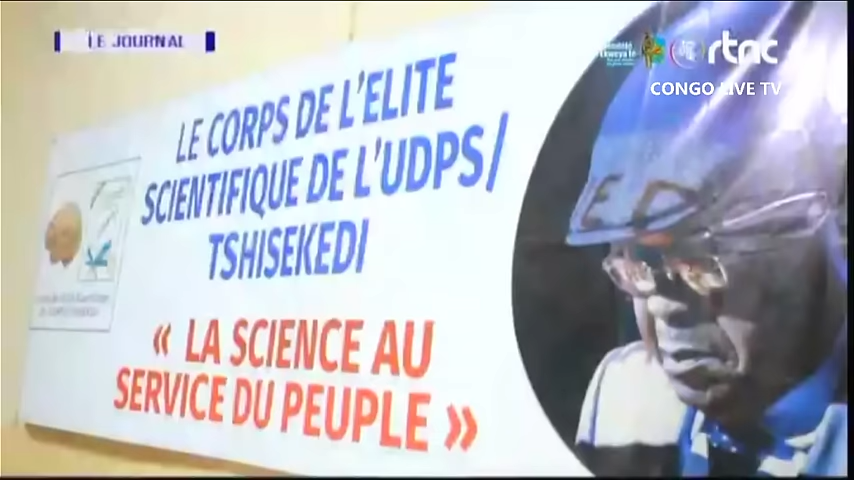 LE JOURNAL
rtnc
CONGO LIVE TV
LE CORPS DE L'ELITE
SCIENTIFIQUE DE L'UDPS/
TSHISEKEDI
« LA SCIENCE AU
SERVICE DU PEUPLE »